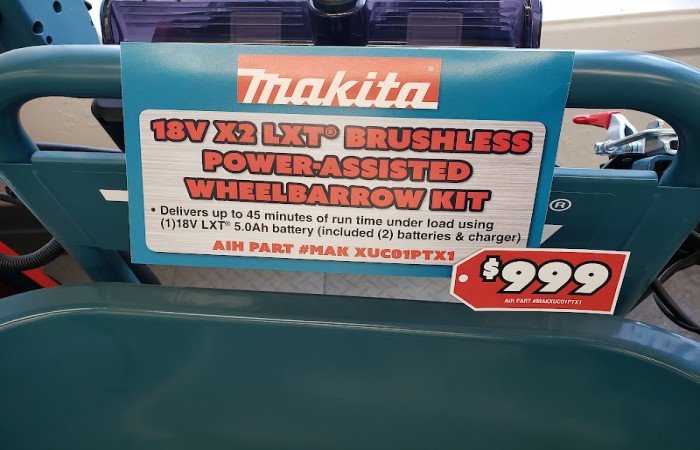 makita®
18V X2 LXT® BRUSHLESS
POWER-ASSISTED
WHEELBARROW KIT
• Delivers up to 45 minutes of run time under load using
(1)18V LXT® 5.0Ah battery (included (2) batteries & charger)
AIH PART #MAK XUC01PTX1
$999
AIH PART #MAKXUC01PTX1
®